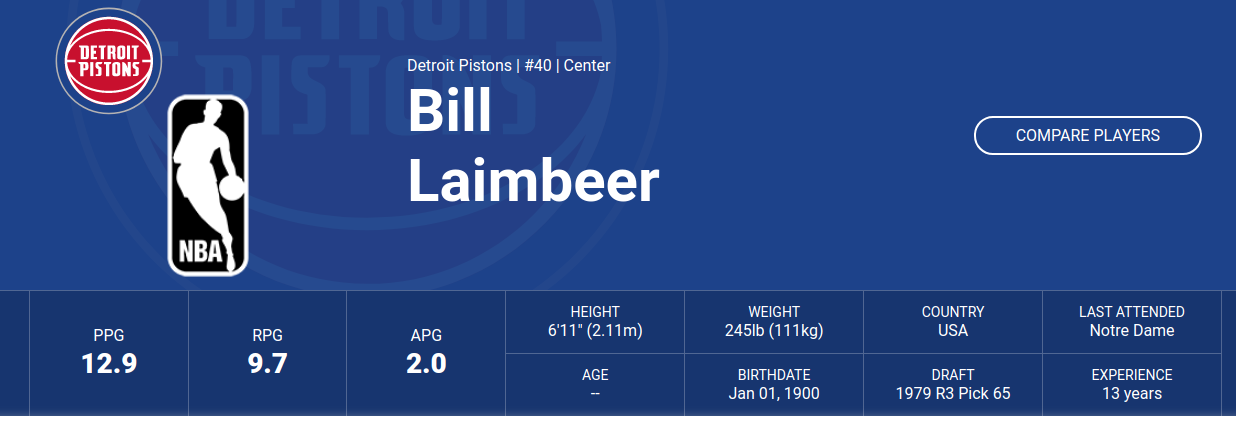 DETROIT
PISTONS
DETROIT
PISTONS
NBA
Detroit Pistons | #40 | Center
Bill
Laimbeer
COMPARE PLAYERS
PPG
12.9
RPG
9.7
APG
2.0
HEIGHT
6'11" (2.11m)
WEIGHT
245lb (111kg)
COUNTRY
USA
LAST ATTENDED
Notre Dame
AGE
--
BIRTHDATE
Jan 01, 1900
DRAFT
1979 R3 Pick 65
EXPERIENCE
13 years